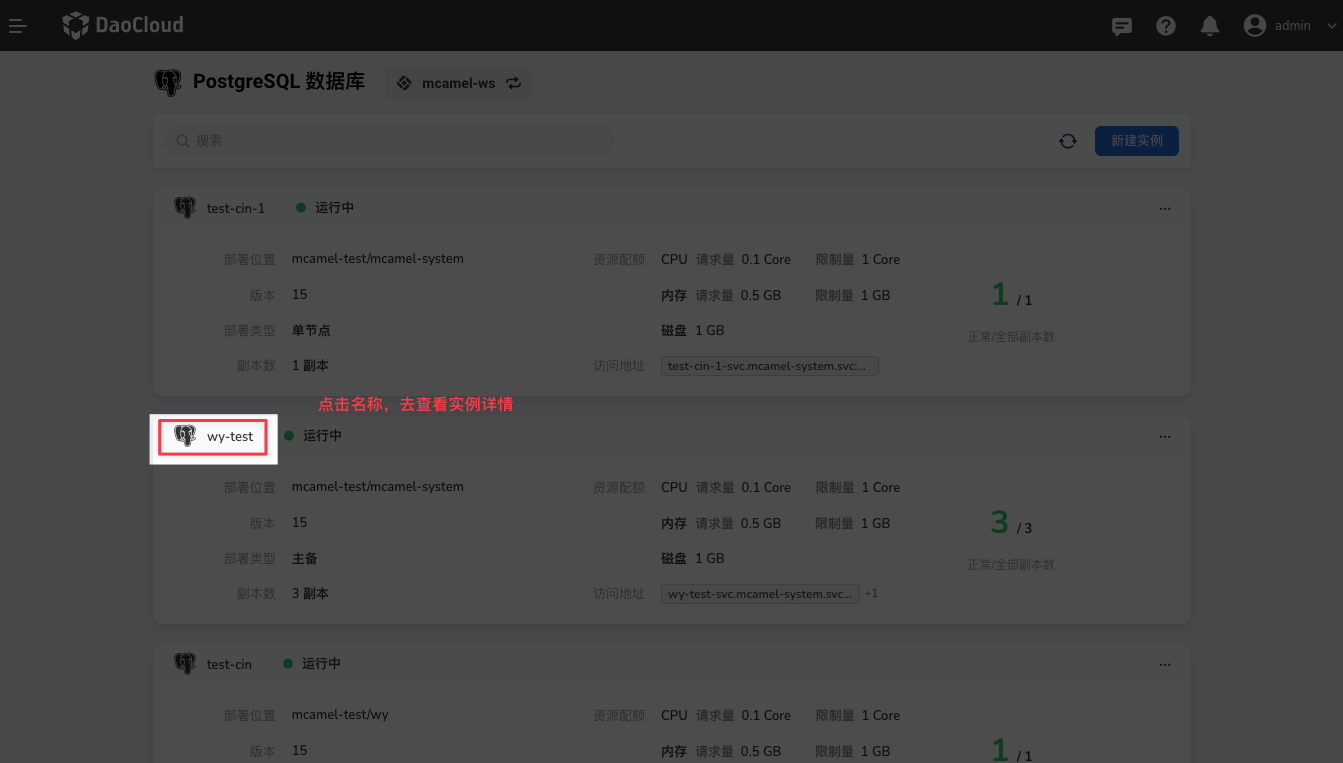 DaoCloud
admin
PostgreSQL 数据库 mcamel-ws
搜索
新建实例
test-cin-1 运行中 ...
部署位置 mcamel-test/mcamel-system 资源配额 CPU 请求量 0.1 Core 限制量 1 Core
版本 15 内存 请求量 0.5 GB 限制量 1 GB
1 / 1
部署类型 单节点 磁盘 1 GB 正常/全部副本数
副本数 1 副本 访问地址 test-cin-1-svc.mcamel-system.svc:...
点击名称，去查看实例详情
wy-test 运行中 ...
部署位置 mcamel-test/mcamel-system 资源配额 CPU 请求量 0.1 Core 限制量 1 Core
版本 15 内存 请求量 0.5 GB 限制量 1 GB
3 / 3
部署类型 主备 磁盘 1 GB 正常/全部副本数
副本数 3 副本 访问地址 wy-test-svc.mcamel-system.svc... +1
test-cin 运行中 ...
部署位置 mcamel-test/wy 资源配额 CPU 请求量 0.1 Core 限制量 1 Core
版本 15 内存 请求量 0.5 GB 限制量 1 GB
1 / 1